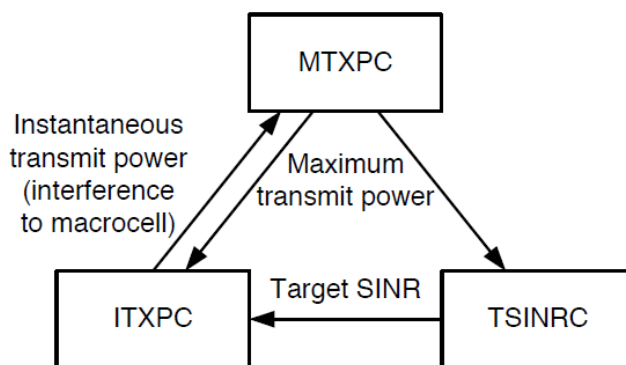 MTXPC
Instantaneous
transmit power
(interference
to macrocell)
Maximum
transmit power
Target SINR
ITXPC
TSINRC